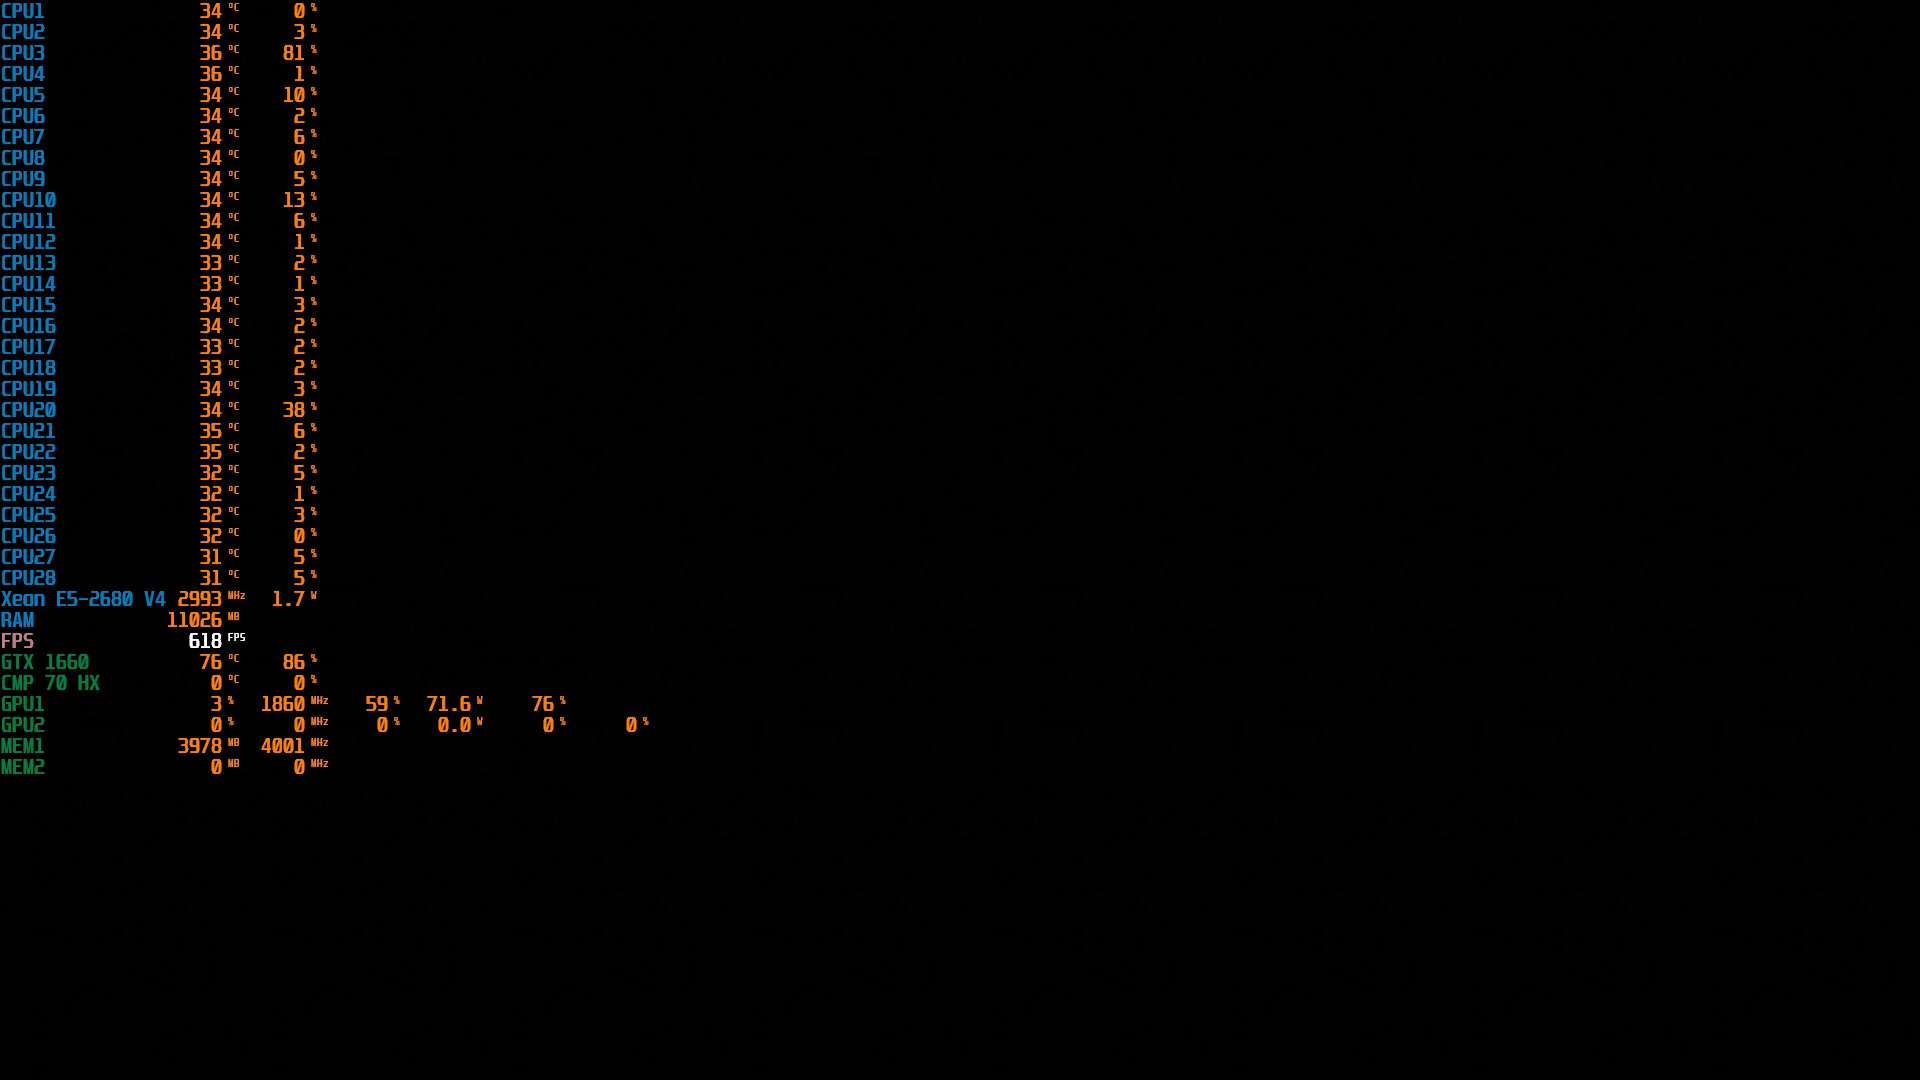 CPU1 34 °C 0 %
CPU2 34 °C 3 %
CPU3 36 °C 81 %
CPU4 36 °C 1 %
CPU5 34 °C 10 %
CPU6 34 °C 2 %
CPU7 34 °C 6 %
CPU8 34 °C 0 %
CPU9 34 °C 5 %
CPU10 34 °C 13 %
CPU11 34 °C 6 %
CPU12 34 °C 1 %
CPU13 33 °C 2 %
CPU14 33 °C 1 %
CPU15 34 °C 3 %
CPU16 34 °C 2 %
CPU17 33 °C 2 %
CPU18 33 °C 2 %
CPU19 34 °C 3 %
CPU20 34 °C 38 %
CPU21 35 °C 6 %
CPU22 35 °C 2 %
CPU23 32 °C 5 %
CPU24 32 °C 1 %
CPU25 32 °C 3 %
CPU26 32 °C 0 %
CPU27 31 °C 5 %
CPU28 31 °C 5 %
Xeon E5-2680 V4 2993 MHz 1.7 W
RAM 11026 MB
FPS 618 FPS
GTX 1660 76 °C 86 %
CMP 70 HX 0 °C 0 %
GPU1 3 % 1860 MHz 59 % 71.6 W 76 %
GPU2 0 % 0 MHz 0 % 0.0 W 0 % 0 %
MEM1 3978 MB 4001 MHz
MEM2 0 MB 0 MHz